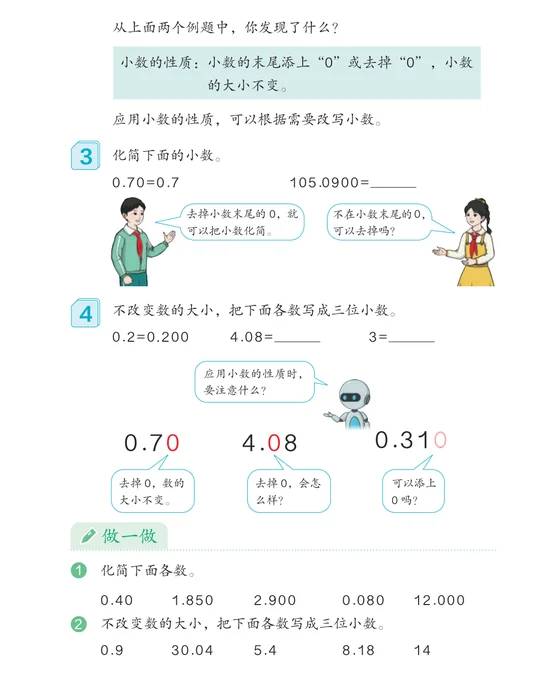 从上面两个例题中，你发现了什么？
小数的性质：小数的末尾添上“0”或去掉“0”，小数
的大小不变。
应用小数的性质，可以根据需要改写小数。
3 化简下面的小数。
0.70=0.7 105.0900=______
去掉小数末尾的0，就
可以把小数化简。
不在小数末尾的0，
可以去掉吗？
4 不改变数的大小，把下面各数写成三位小数。
0.2=0.200 4.08=______ 3=______
应用小数的性质时，
要注意什么？
0.70 4.08 0.310
去掉0，数的
大小不变。
去掉0，会怎
么样？
可以添上
0吗？
做一做
1 化简下面各数。
0.40 1.850 2.900 0.080 12.000
2 不改变数的大小，把下面各数写成三位小数。
0.9 30.04 5.4 8.18 14